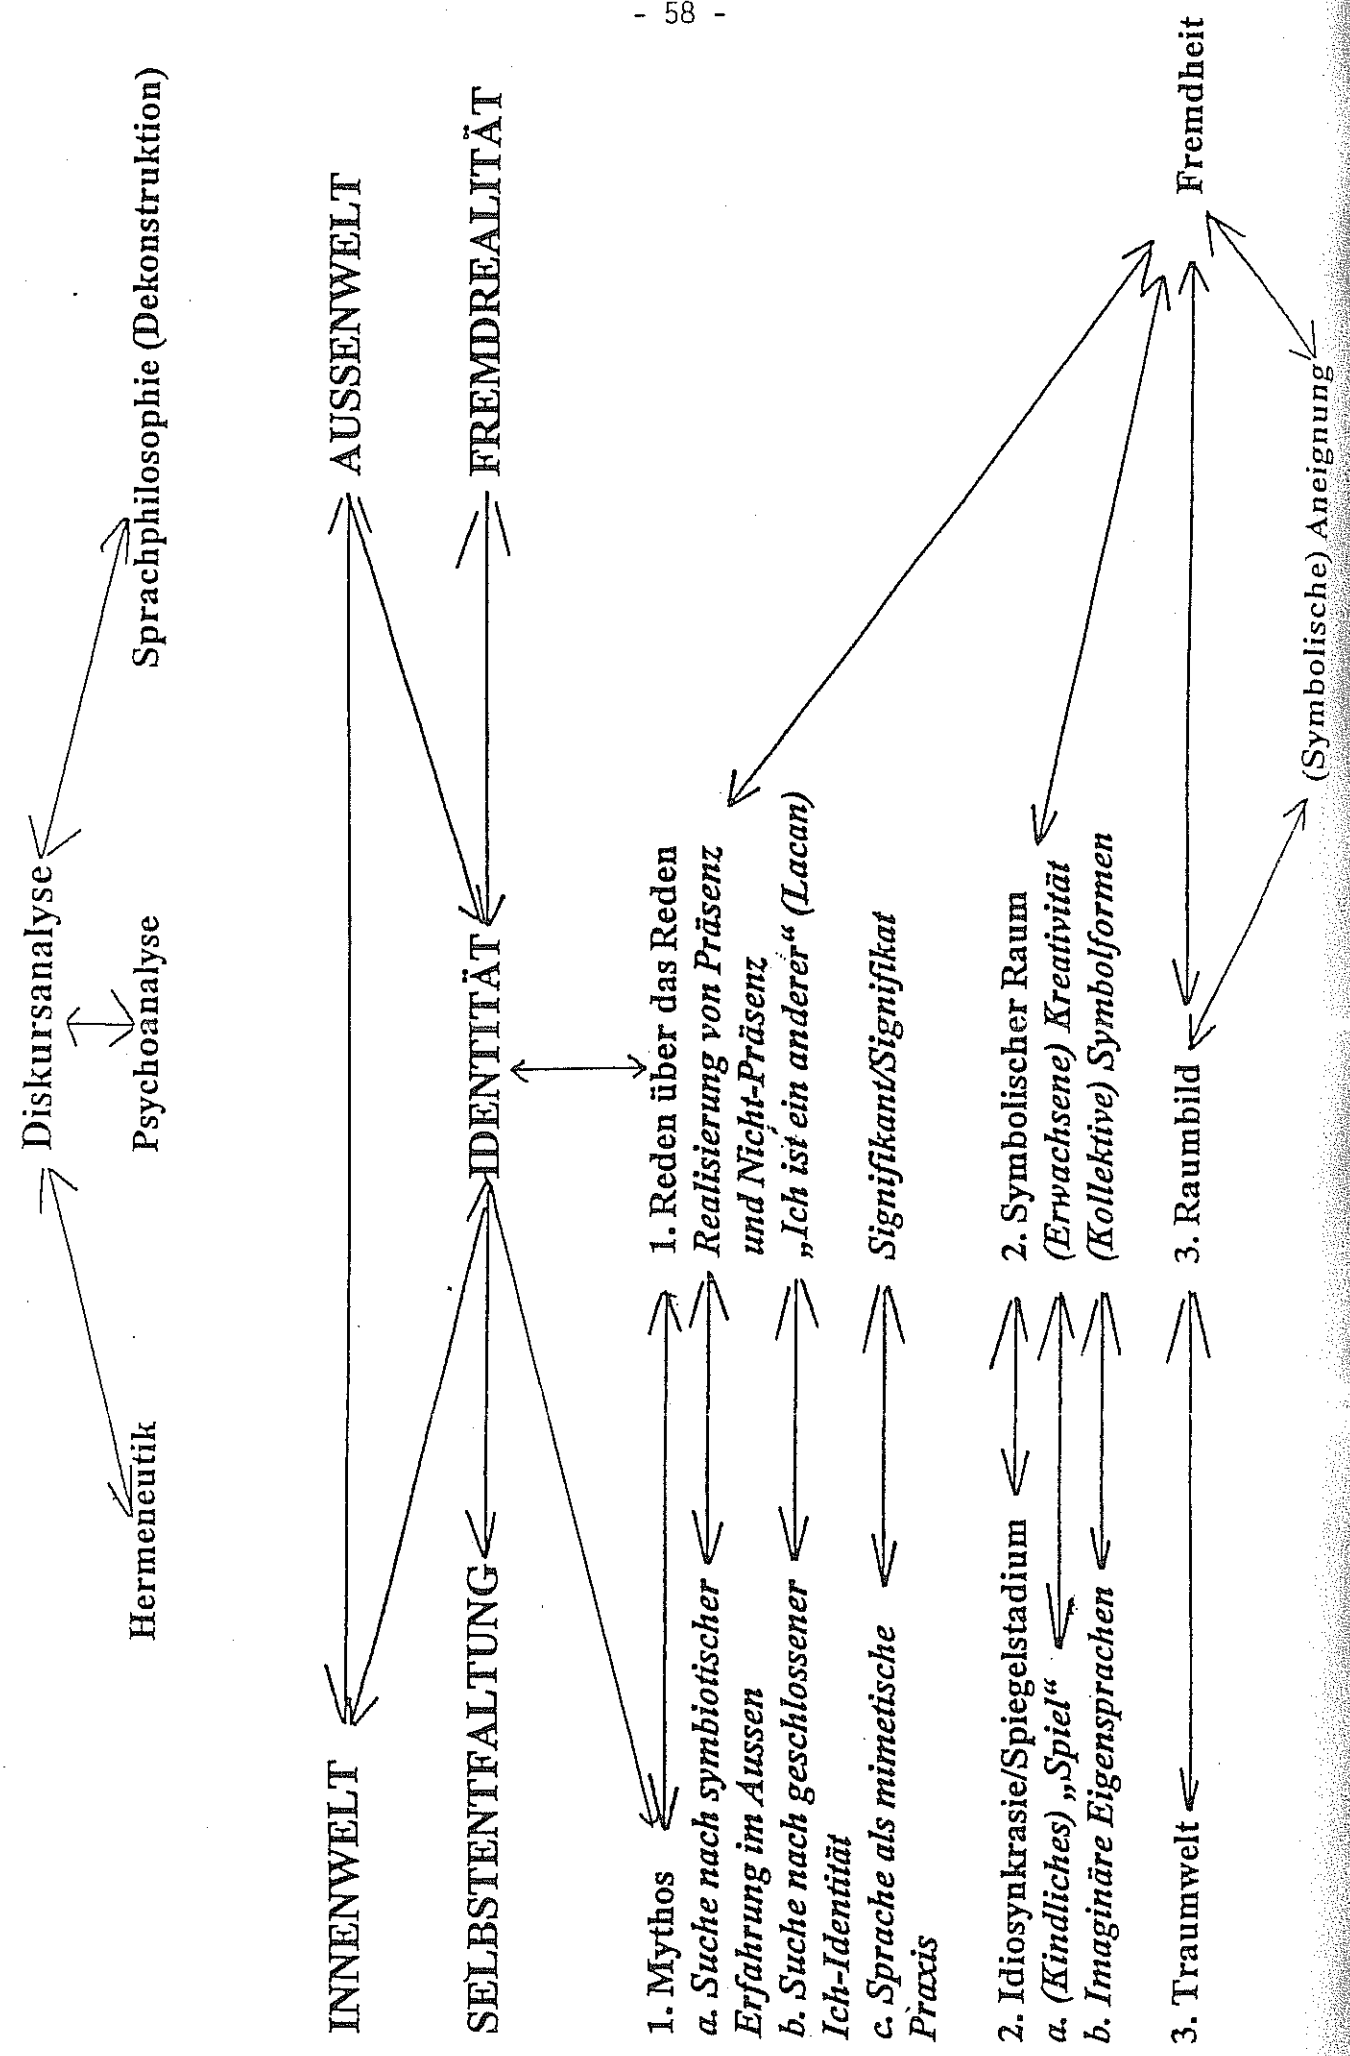 - 58 -
Diskursanalyse
Hermeneutik
Psychoanalyse
Sprachphilosophie (Dekonstruktion)
INNENWELT
AUSSENWELT
SELBSTENTFALTUNG
IDENTITÄT
FREMDREALITÄT
1. Mythos
a. Suche nach symbiotischer
Erfahrung im Aussen
b. Suche nach geschlossener
Ich-Identität
c. Sprache als mimetische
Praxis
1. Reden über das Reden
Realisierung von Präsenz
und Nicht-Präsenz
„Ich ist ein anderer“ (Lacan)
Signifikant/Signifikat
2. Idiosynkrasie/Spiegelstadium
a. (Kindliches) „Spiel“
b. Imaginäre Eigensprachen
2. Symbolischer Raum
(Erwachsene) Kreativität
(Kollektive) Symbolformen
3. Traumwelt
3. Raumbild
Fremdheit
(Symbolische) Aneignung